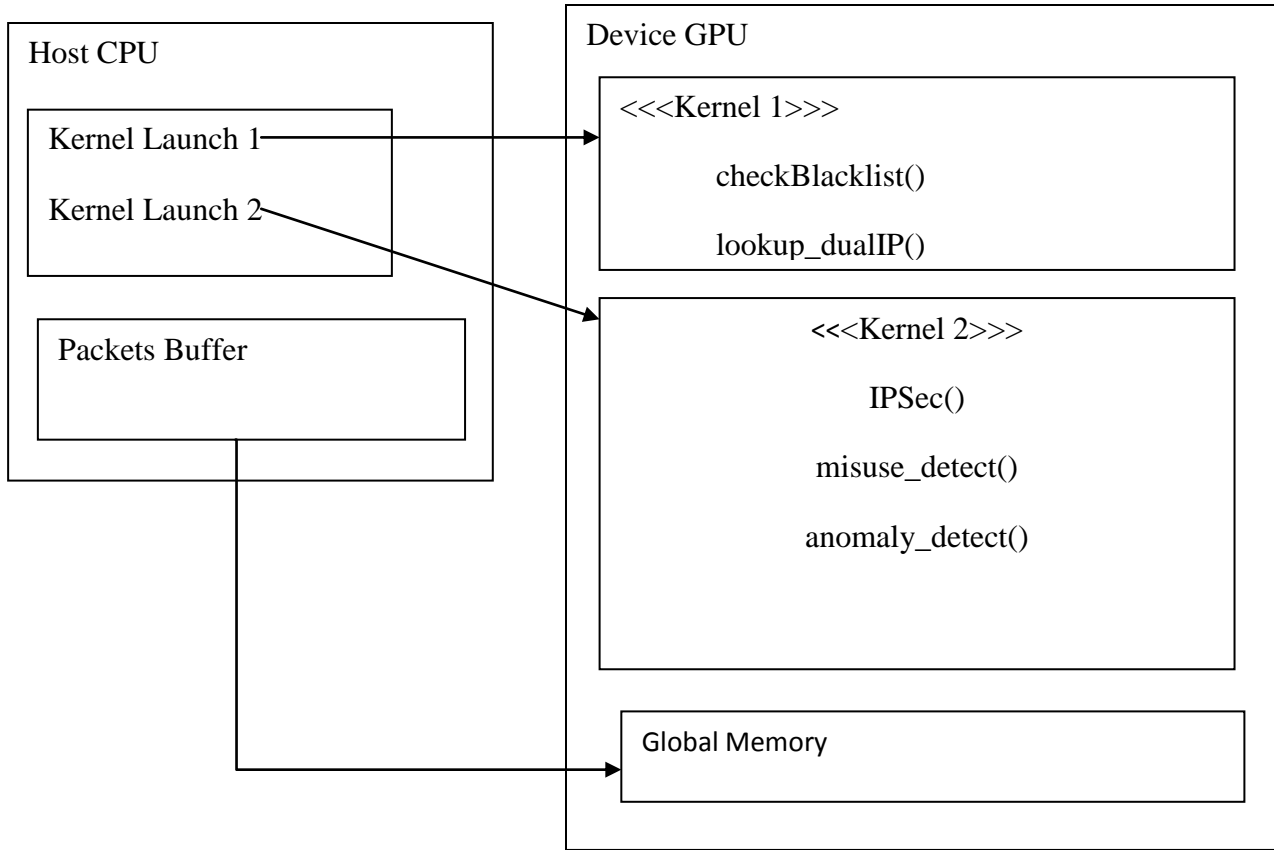 Host CPU
Kernel Launch 1
Kernel Launch 2
Packets Buffer
Device GPU
<<<Kernel 1>>>
checkBlacklist()
lookup_dualIP()
<<<Kernel 2>>>
IPSec()
misuse_detect()
anomaly_detect()
Global Memory